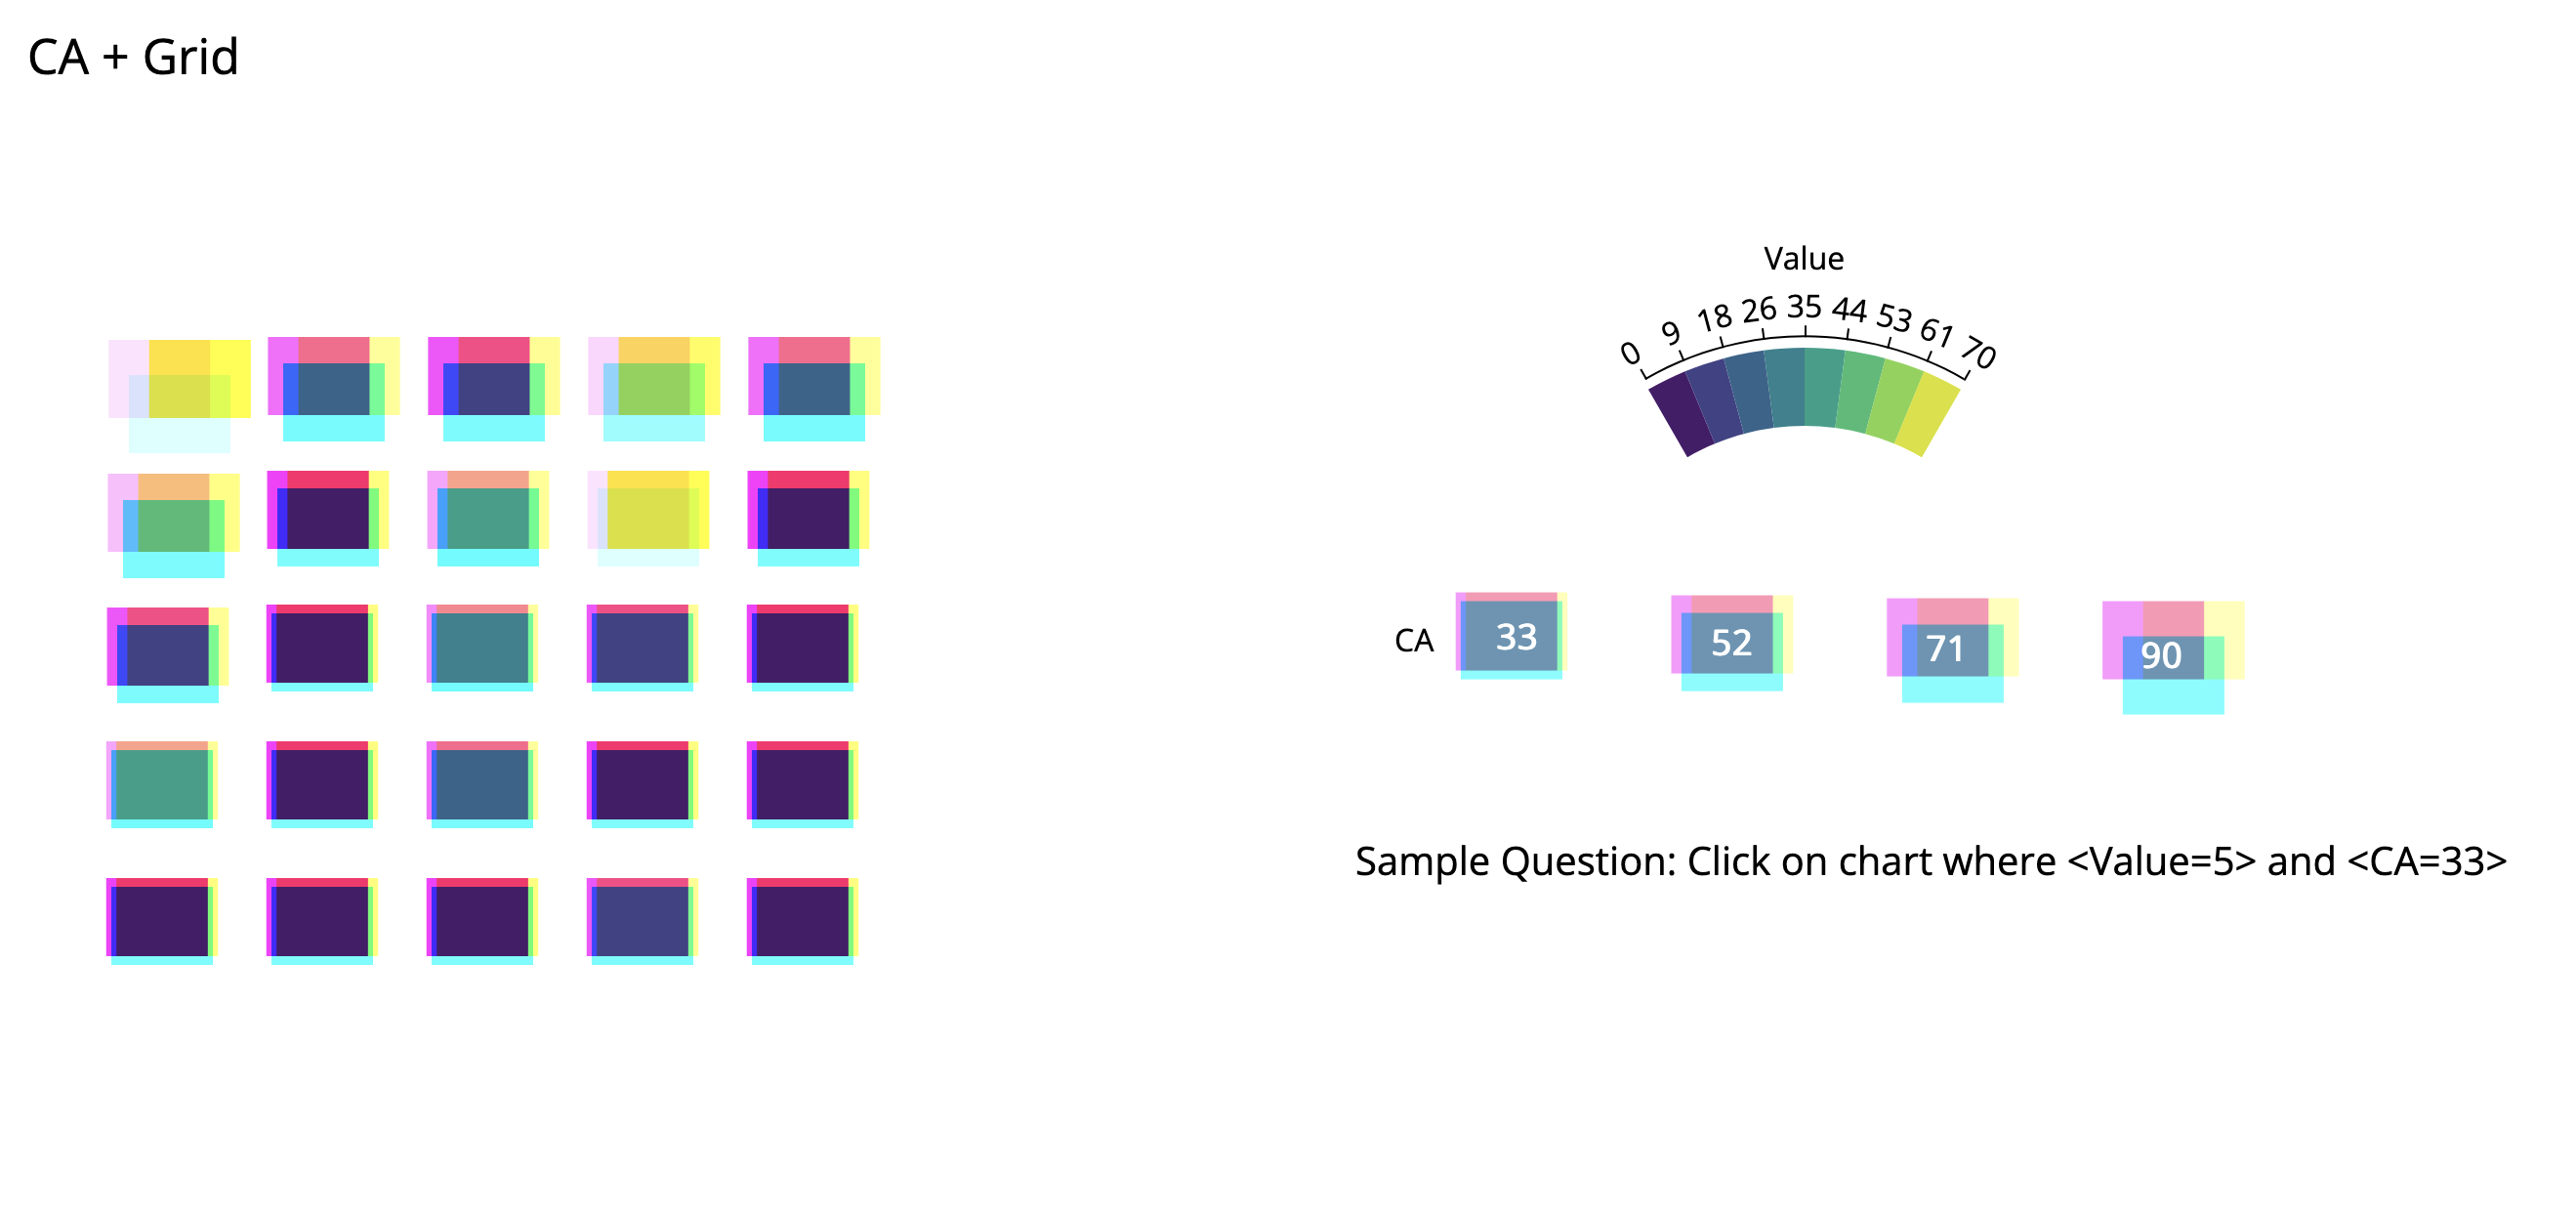 CA + Grid
Value
0 9 18 26 35 44 53 61 70
CA 33 52 71 90
Sample Question: Click on chart where <Value=5> and <CA=33>